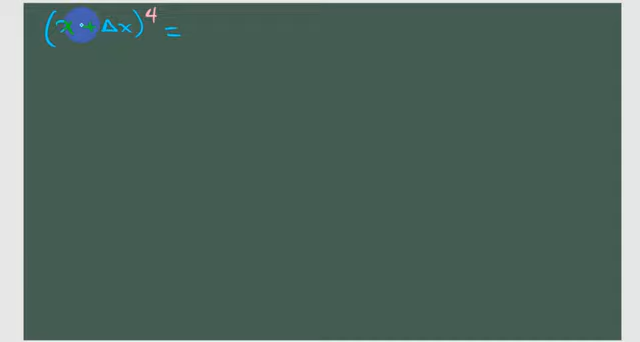 (x + Δx)⁴ =